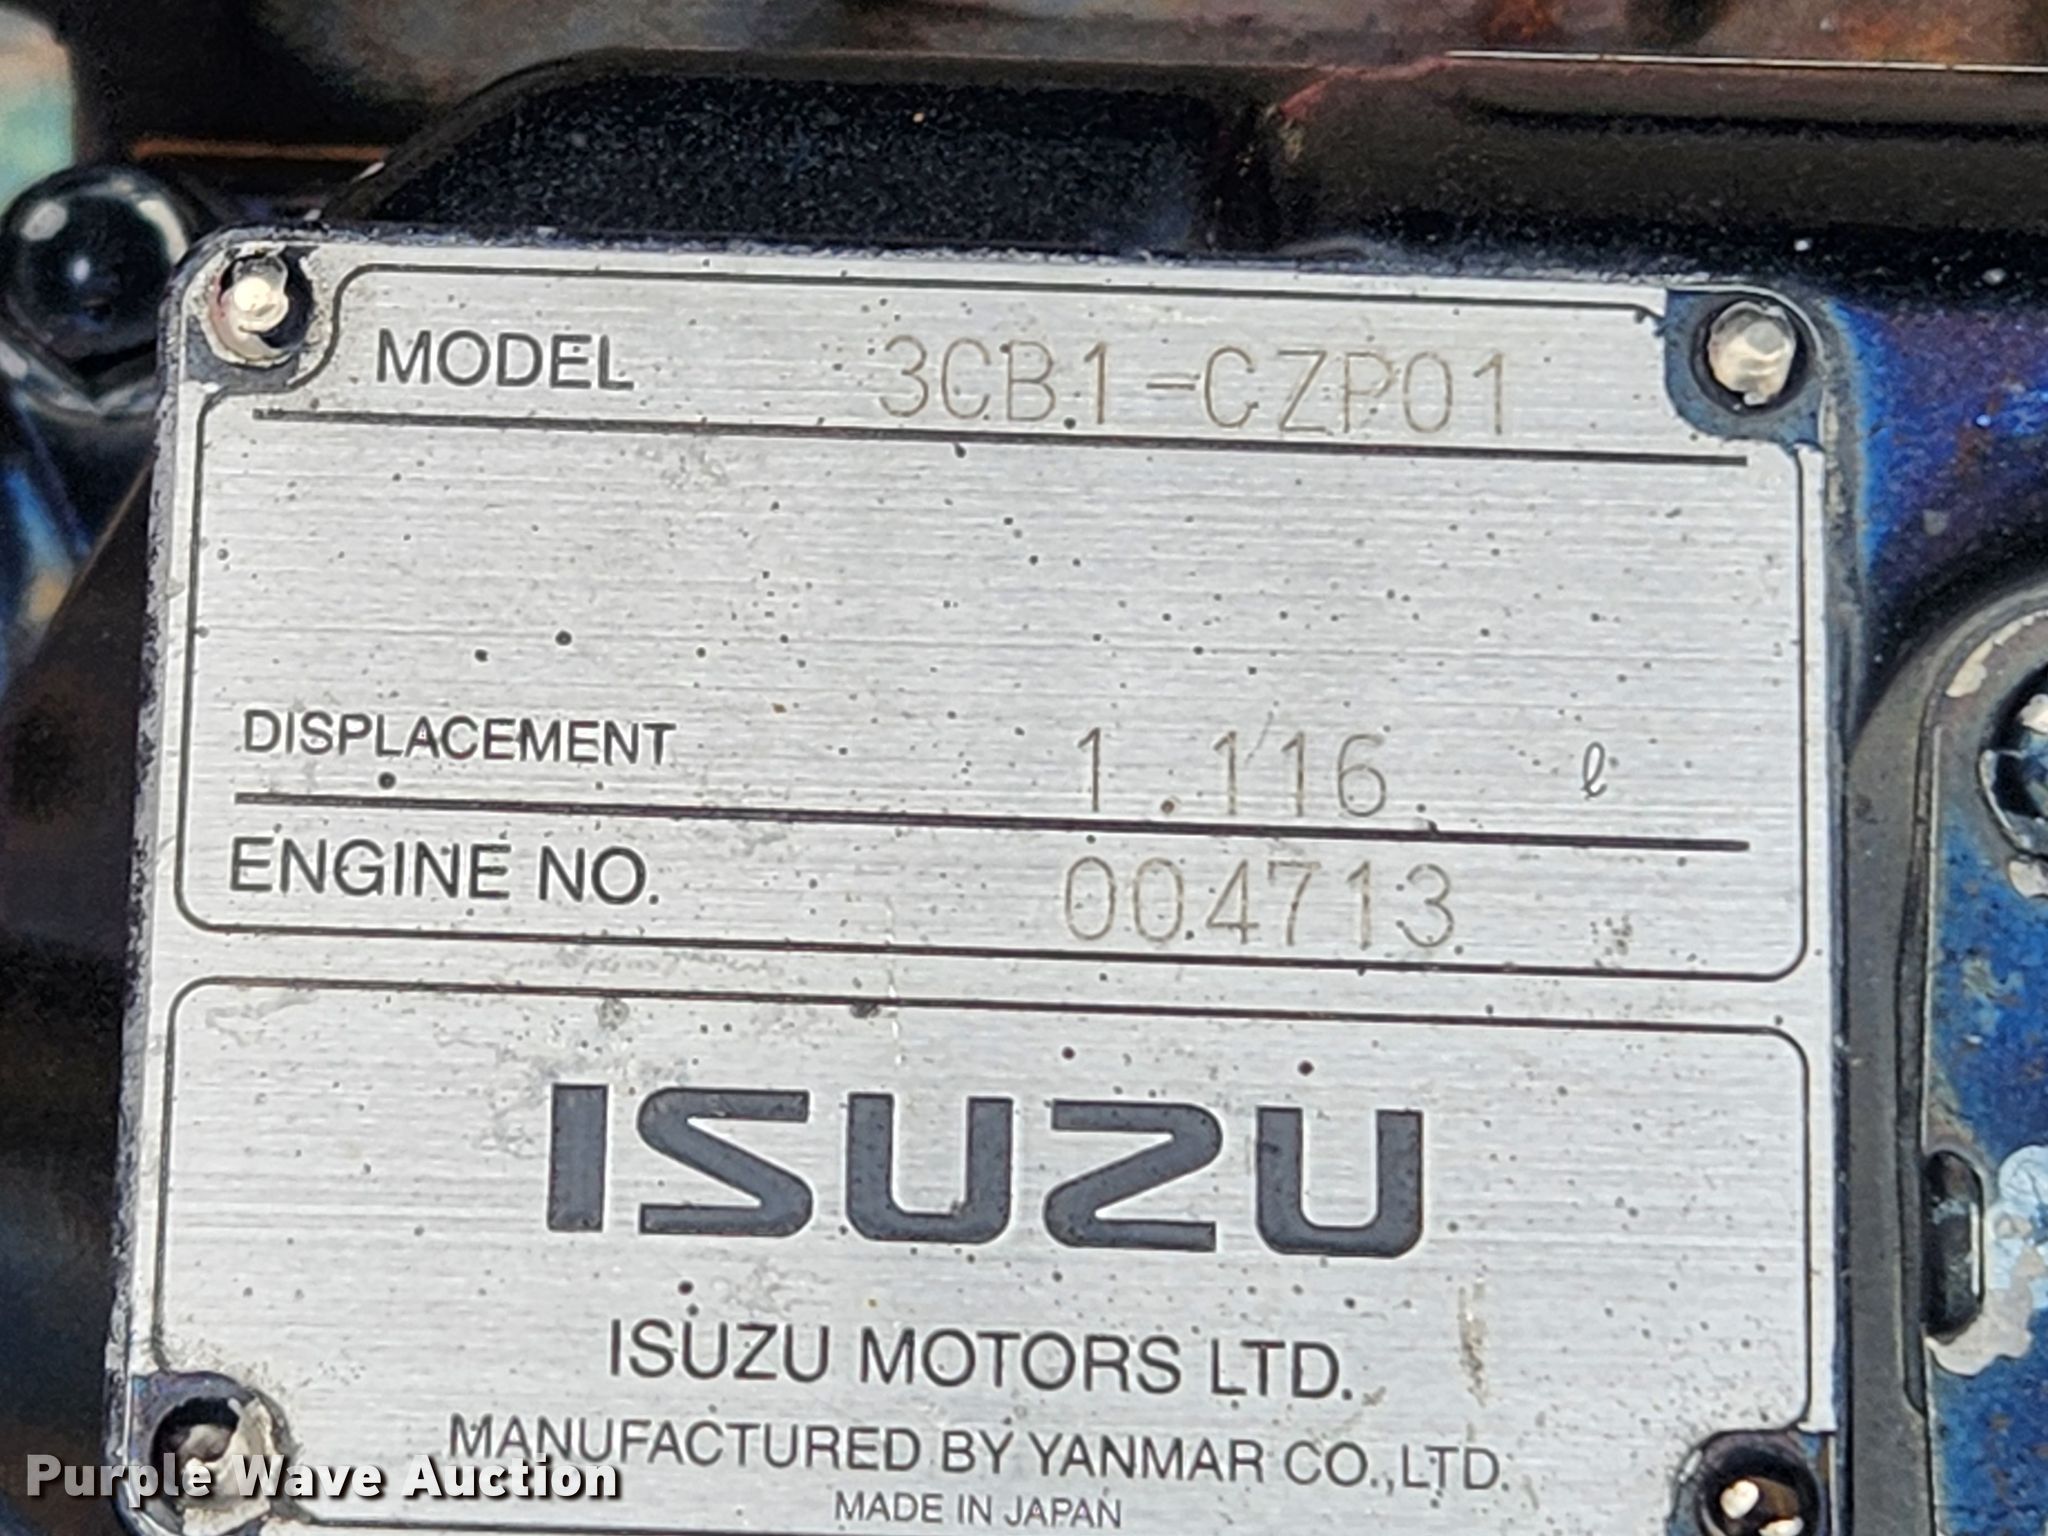 MODEL 3CB1-CZP01
DISPLACEMENT 1.116 ℓ
ENGINE NO. 004713
ISUZU
ISUZU MOTORS LTD.
MANUFACTURED BY YANMAR CO.,LTD.
MADE IN JAPAN
Purple Wave Auction